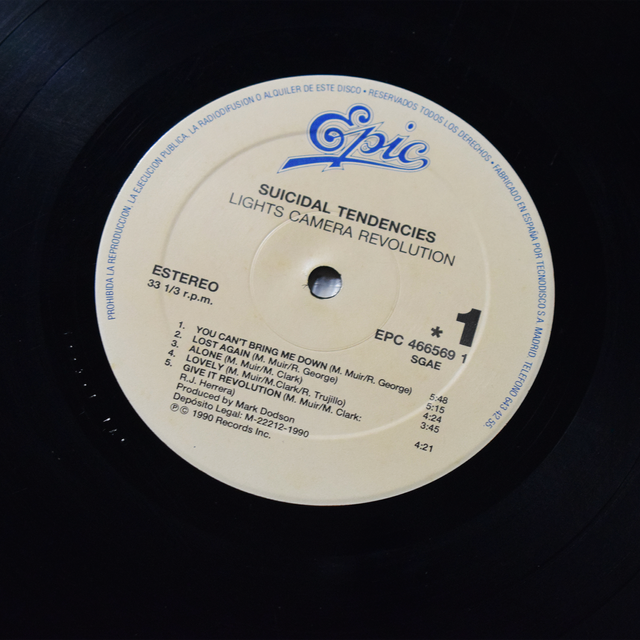 PROHIBIDA LA REPRODUCCION, LA EJECUCION PUBLICA, LA RADIODIFUSION O ALQUILER DE ESTE DISCO • RESERVADOS TODOS LOS DERECHOS • FABRICADO EN ESPAÑA POR TECNODISCO S.A. MADRID. TELEFONO 643 42 55
Epic
SUICIDAL TENDENCIES
LIGHTS CAMERA REVOLUTION
ESTEREO
33 1/3 r.p.m.
* 1
EPC 466569 1
SGAE
1. YOU CAN'T BRING ME DOWN (M. Muir/R. George) 5:48
2. LOST AGAIN (M. Muir/R. George) 5:15
3. ALONE (M. Muir/M. Clark) 4:24
4. LOVELY (M. Muir/M.Clark/R. Trujillo) 3:45
5. GIVE IT REVOLUTION (M. Muir/M. Clark:
R.J. Herrera) 4:21
Produced by Mark Dodson
Depósito Legal: M-22212-1990
Ⓟ © 1990 Records Inc.